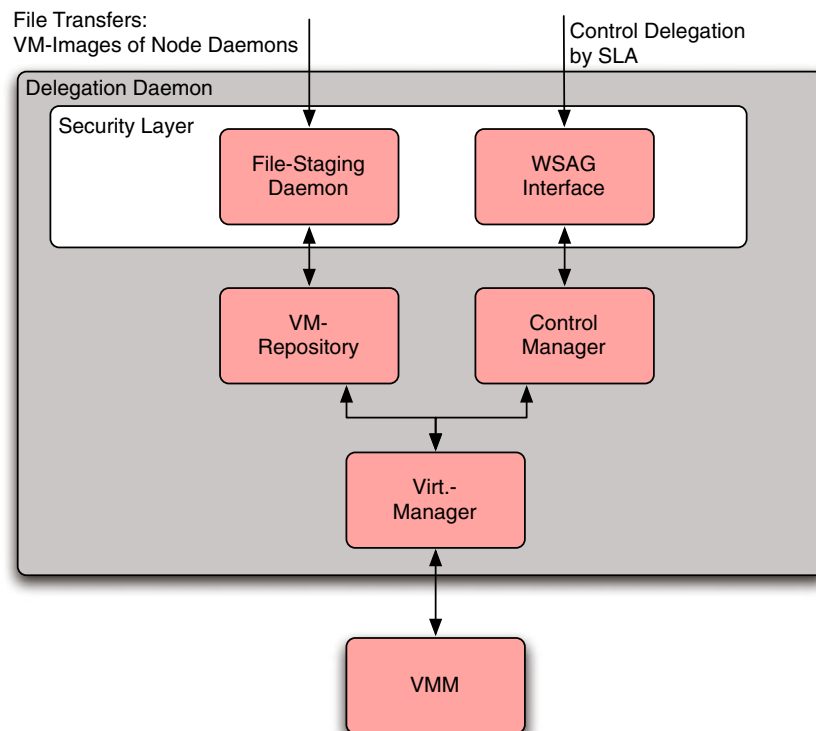 File Transfers:
VM-Images of Node Daemons
Control Delegation
by SLA
Delegation Daemon
Security Layer
File-Staging
Daemon
WSAG
Interface
VM-
Repository
Control
Manager
Virt.-
Manager
VMM